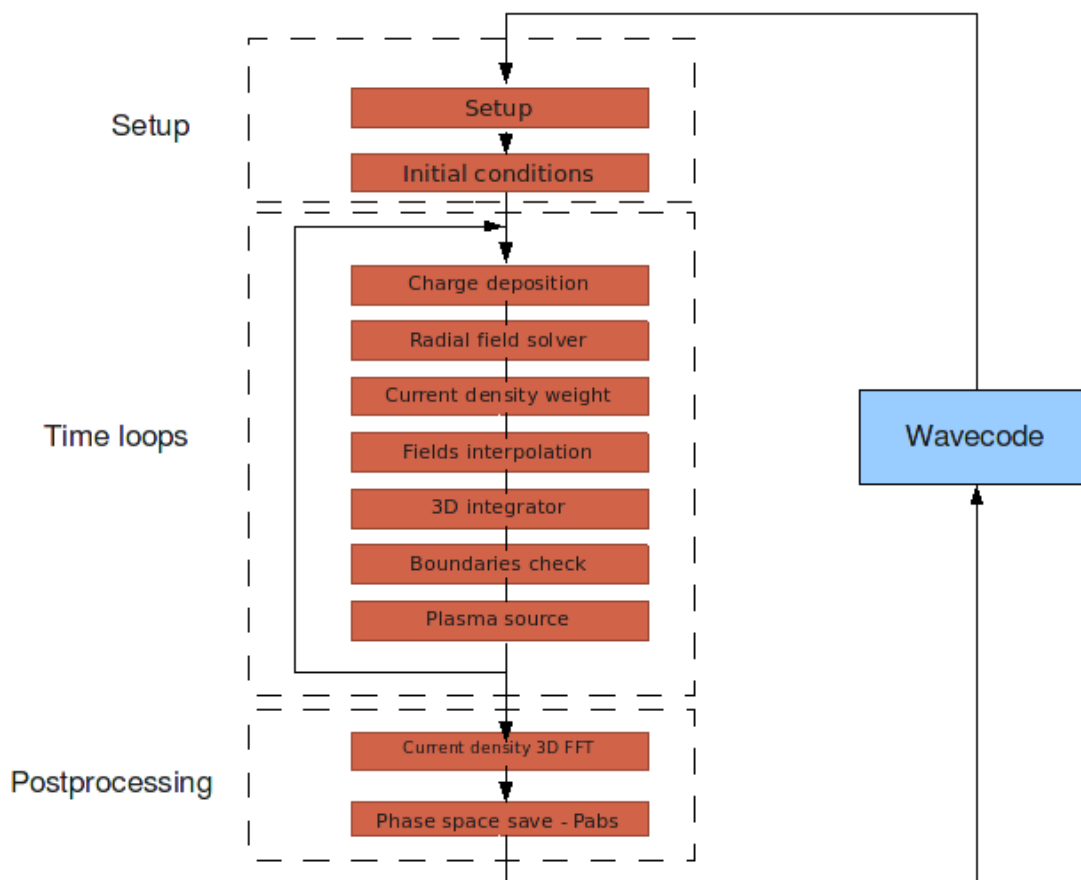 Setup
Setup
Initial conditions
Time loops
Charge deposition
Radial field solver
Current density weight
Fields interpolation
3D integrator
Boundaries check
Plasma source
Wavecode
Postprocessing
Current density 3D FFT
Phase space save - Pabs